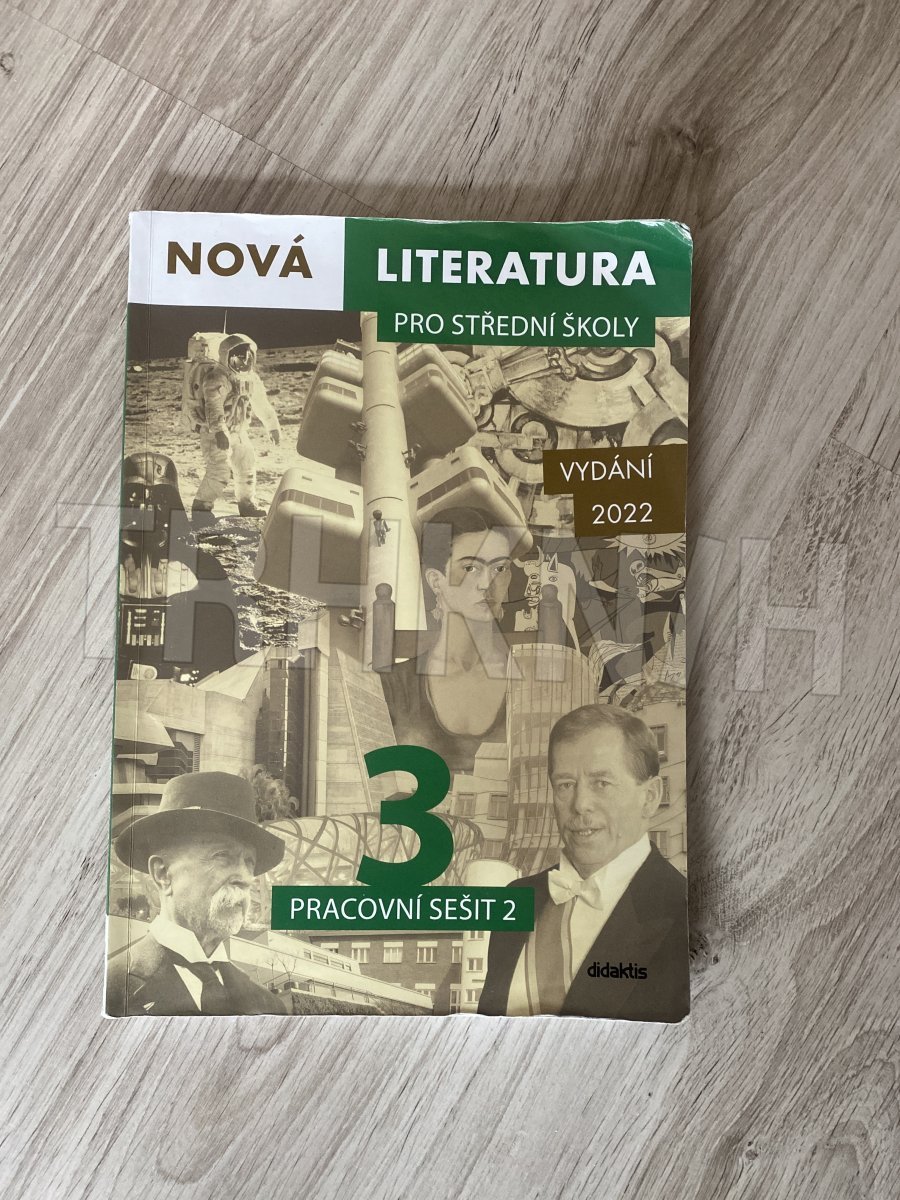 NOVÁ LITERATURA
PRO STŘEDNÍ ŠKOLY
VYDÁNÍ
2022
3
PRACOVNÍ SEŠIT 2
didaktis